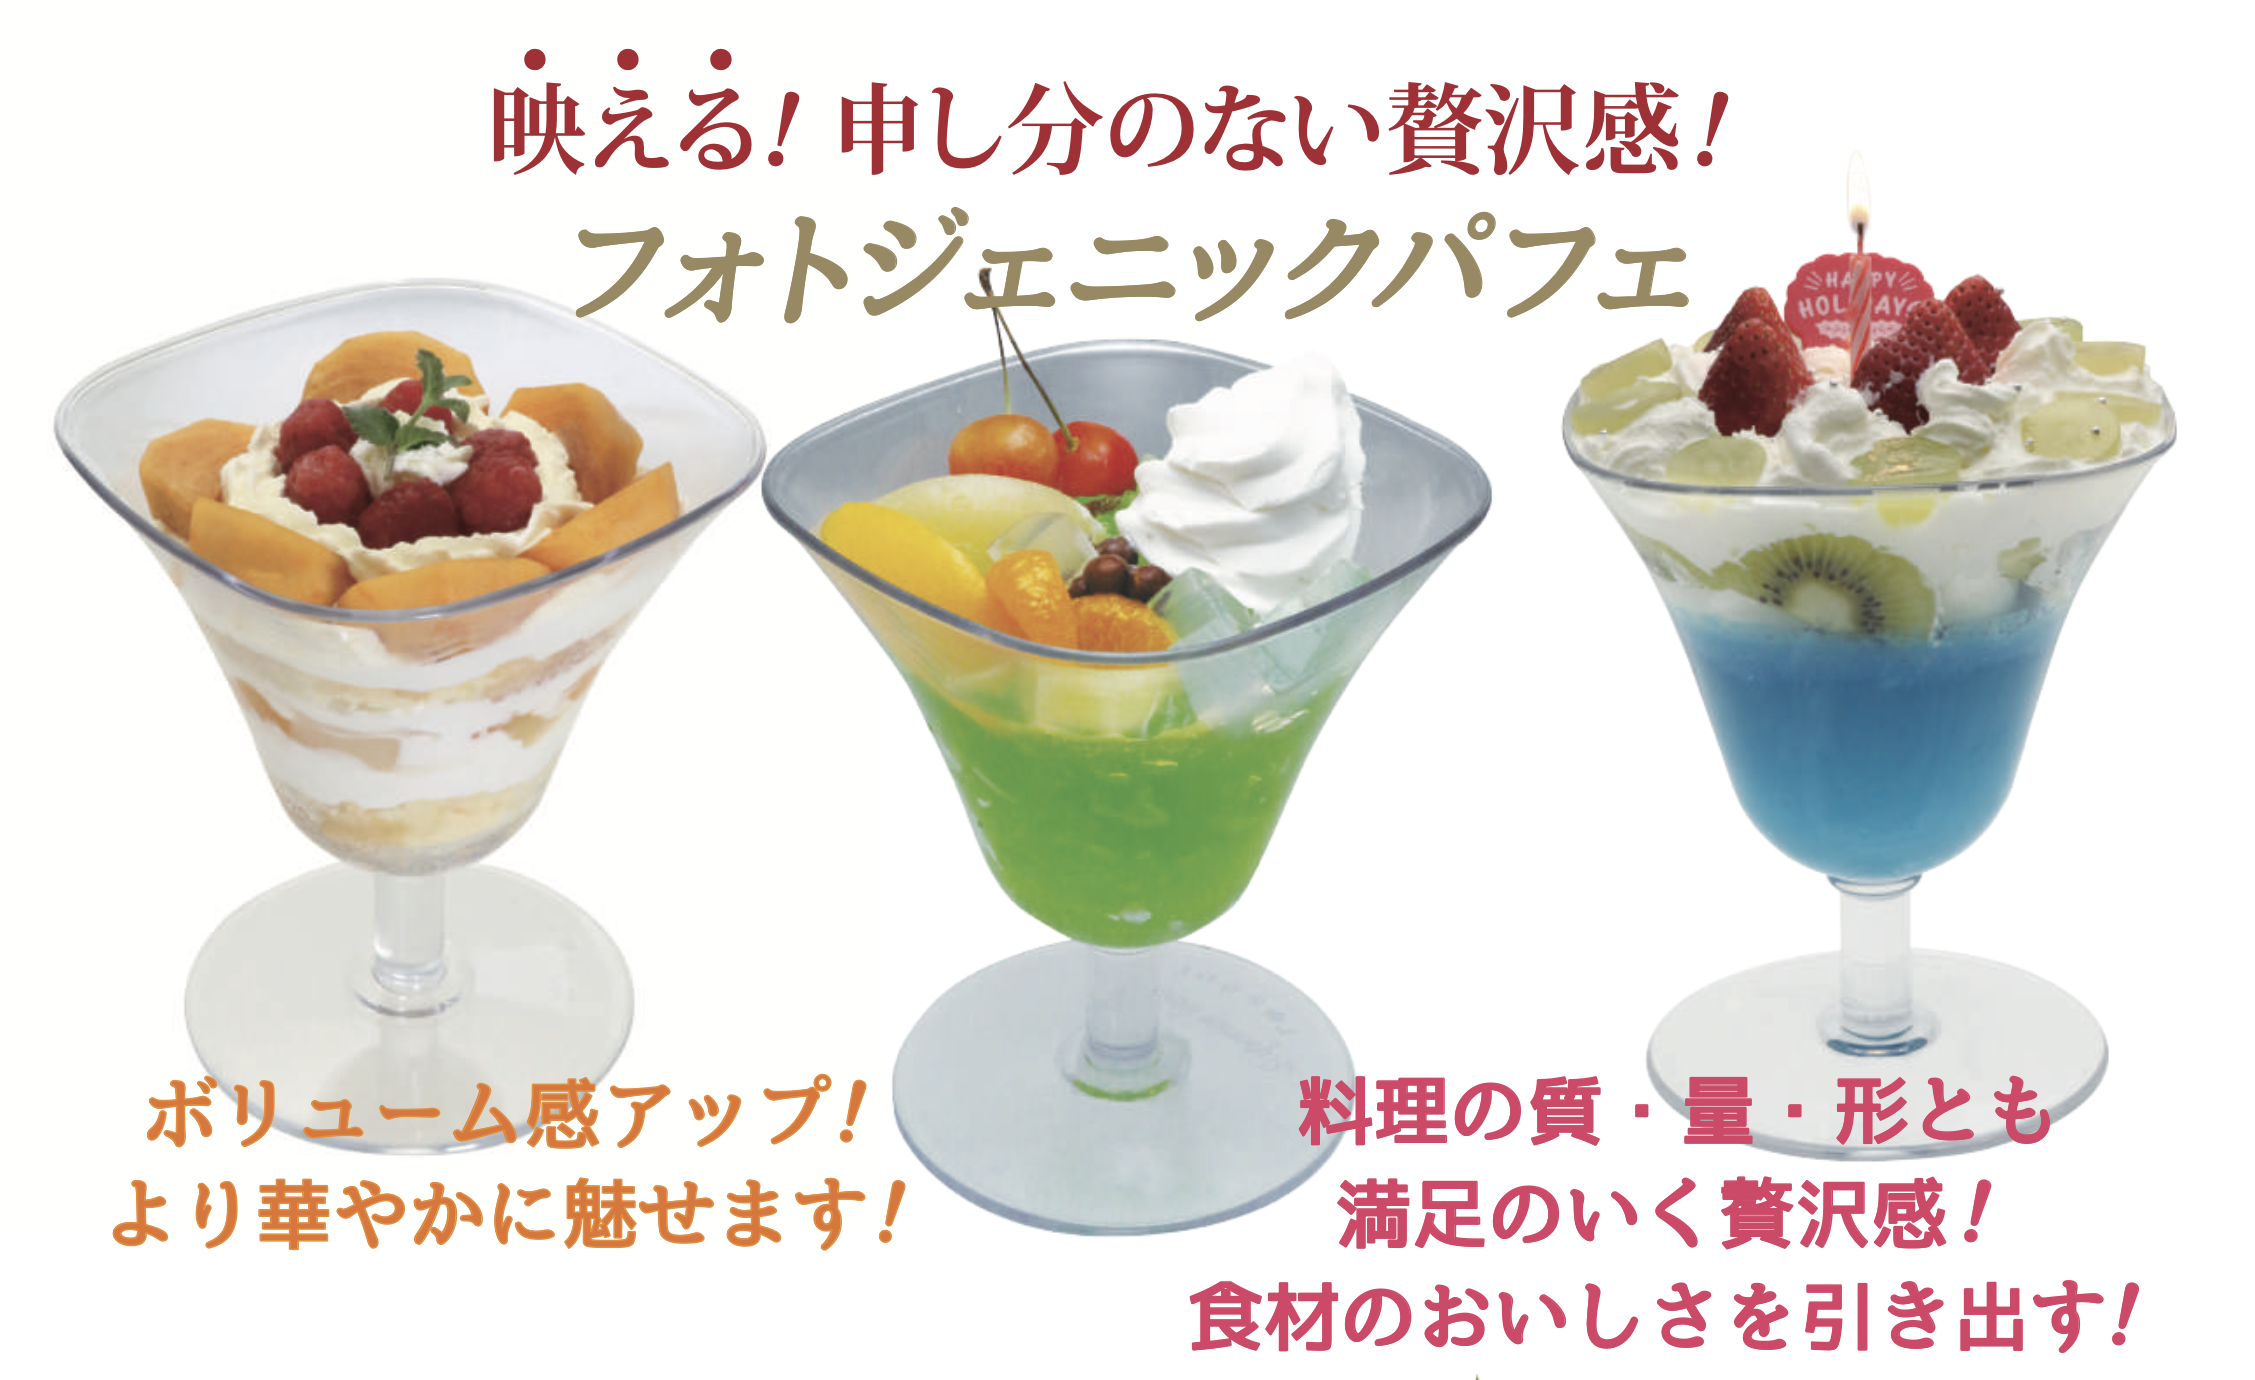 映える！申し分のない贅沢感！
フォトジェニックパフェ
HAPPY
ボリューム感アップ！
より華やかに魅せます！
料理の質・量・形とも
満足のいく贅沢感！
食材のおいしさを引き出す！